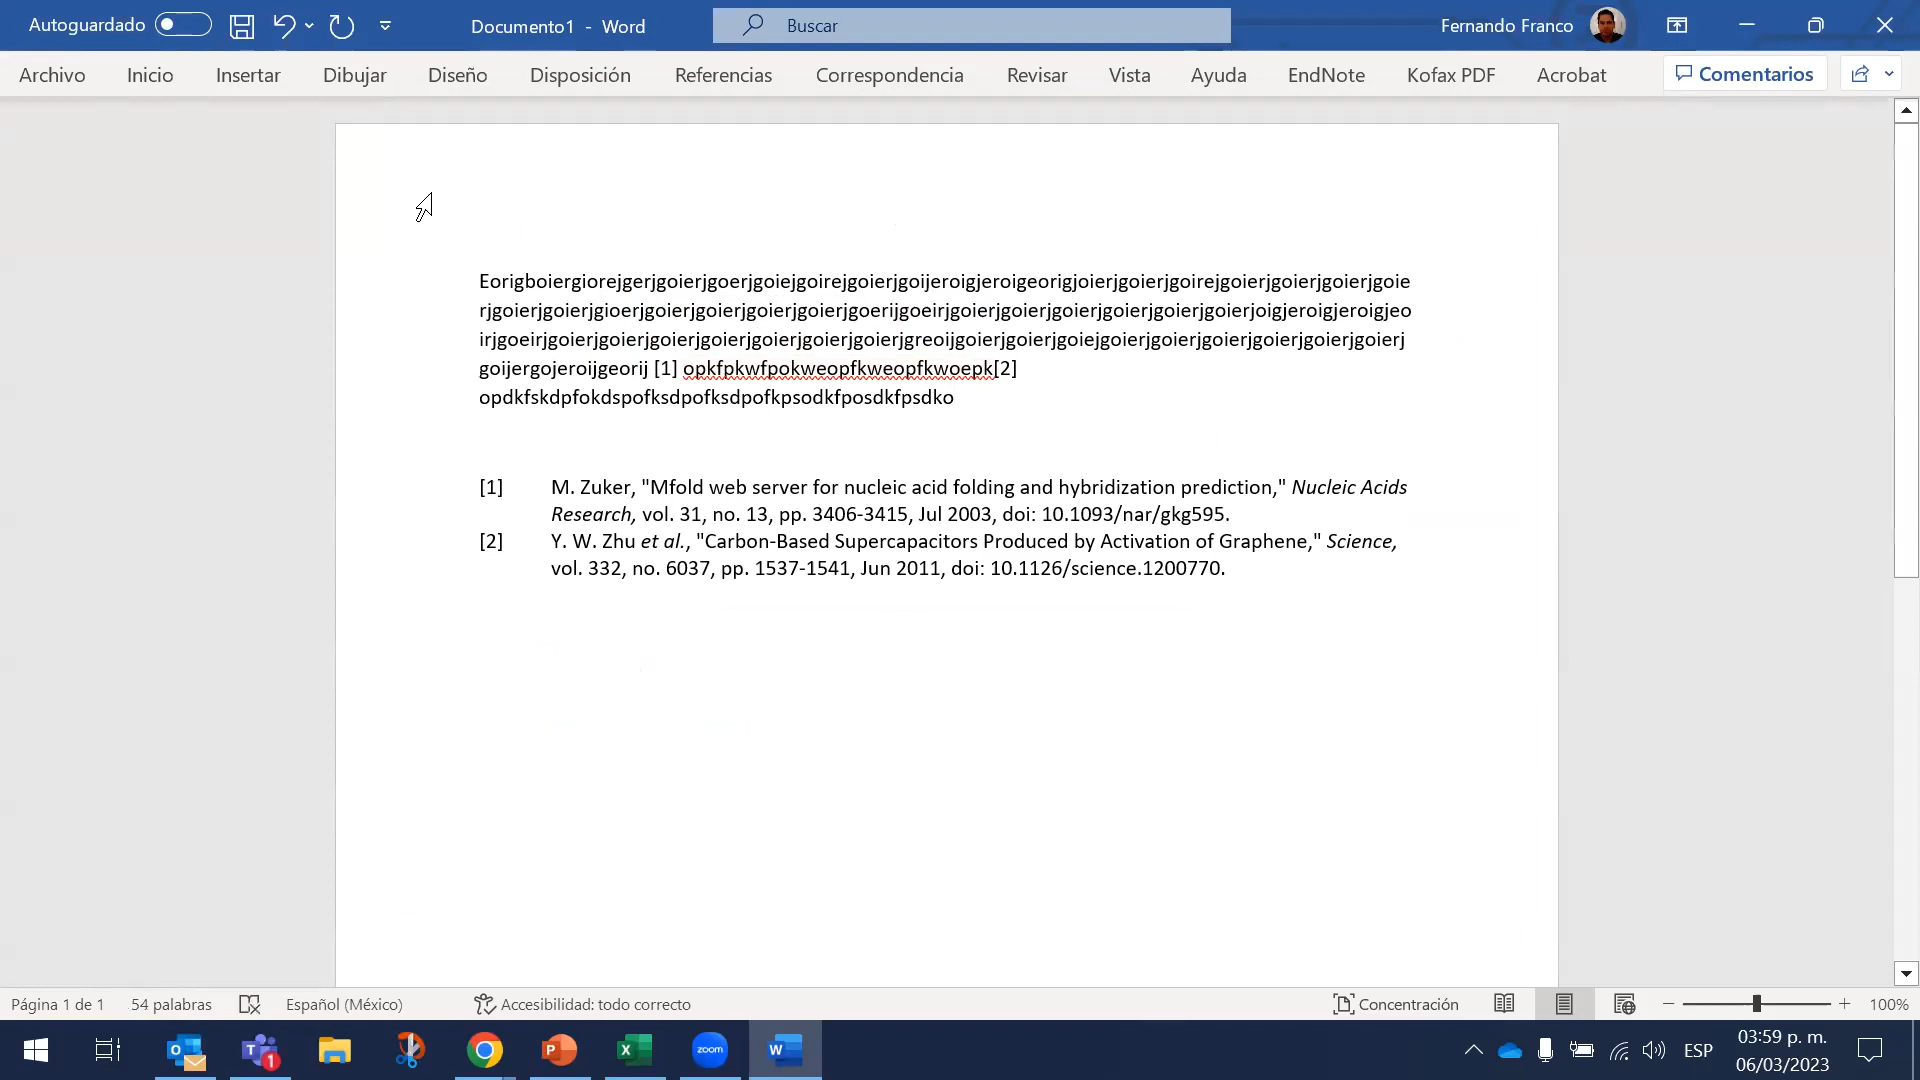 Autoguardado Documento1 - Word Buscar Fernando Franco
Archivo Inicio Insertar Dibujar Diseño Disposición Referencias Correspondencia Revisar Vista Ayuda EndNote Kofax PDF Acrobat Comentarios
Eorigboiergiorejgerjgoierjgoerjgoiejgoirejgoierjgoijeroigjeroigeorigjoierjgoierjgoirejgoierjgoierjgoierjgoie
rjgoierjgoierjgioerjgoierjgoierjgoierjgoierjgoierjgoerijgoeirjgoierjgoierjgoierjgoierjgoierjgoierjoigjeroigjeroigjeo
irjgoeirjgoierjgoierjgoierjgoierjgoierjgoierjgoierjgreoijgoierjgoierjgoiejgoierjgoierjgoierjgoierjgoierjgoierj
goijergojeroijgeorij [1] opkfpkwfpokweopfkweopfkwoepk[2]
opdkfskdpfokdspofksdpofksdpofkpsodkfposdkfpsdko
[1] M. Zuker, "Mfold web server for nucleic acid folding and hybridization prediction," Nucleic Acids
Research, vol. 31, no. 13, pp. 3406-3415, Jul 2003, doi: 10.1093/nar/gkg595.
[2] Y. W. Zhu et al., "Carbon-Based Supercapacitors Produced by Activation of Graphene," Science,
vol. 332, no. 6037, pp. 1537-1541, Jun 2011, doi: 10.1126/science.1200770.
Página 1 de 1 54 palabras Español (México) Accesibilidad: todo correcto Concentración 100%
zoom ESP 03:59 p. m.
06/03/2023